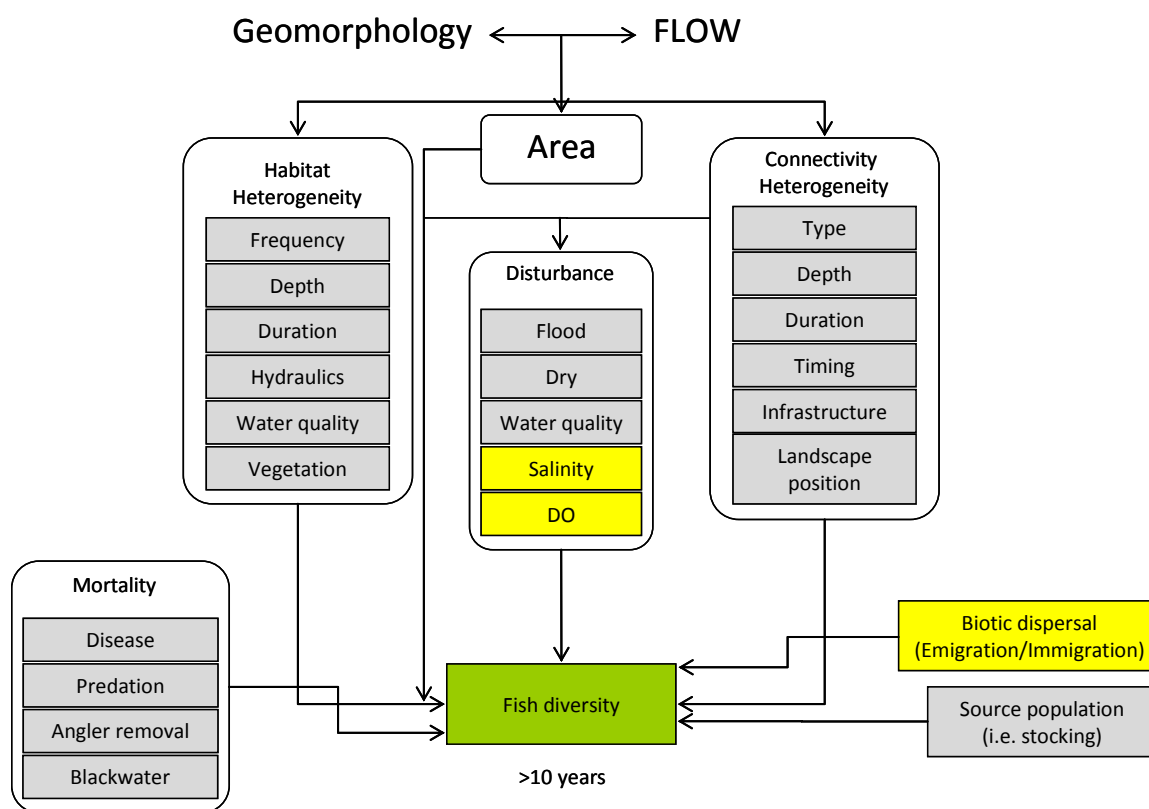 Geomorphology
FLOW
Area
Habitat
Heterogeneity
Frequency
Depth
Duration
Hydraulics
Water quality
Vegetation
Disturbance
Flood
Dry
Water quality
Salinity
DO
Connectivity
Heterogeneity
Type
Depth
Duration
Timing
Infrastructure
Landscape
position
Mortality
Disease
Predation
Angler removal
Blackwater
Fish diversity
>10 years
Biotic dispersal
(Emigration/Immigration)
Source population
(i.e. stocking)